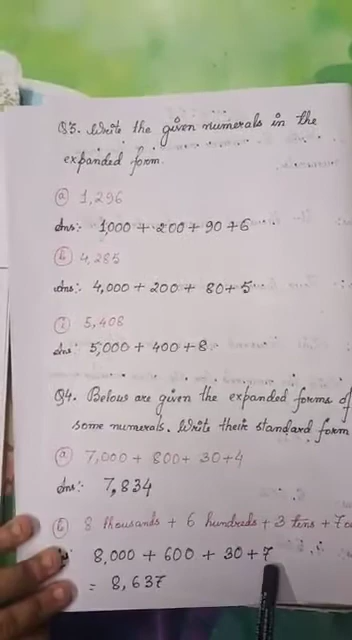 Q3. Write the given numerals in the
expanded form.
(a) 1,296
Ans:- 1,000 + 200 + 90 + 6
(b) 4,285
Ans:- 4,000 + 200 + 80 + 5
5,408
Ans:- 5,000 + 400 + 8
Q4. Below are given the expanded forms of
some numerals. Write their standard form
(a) 7,000 + 800 + 30 + 4
Ans:- 7,834
(b) 8 thousands + 6 hundreds + 3 tens + 7
8,000 + 600 + 30 + 7
= 8,637